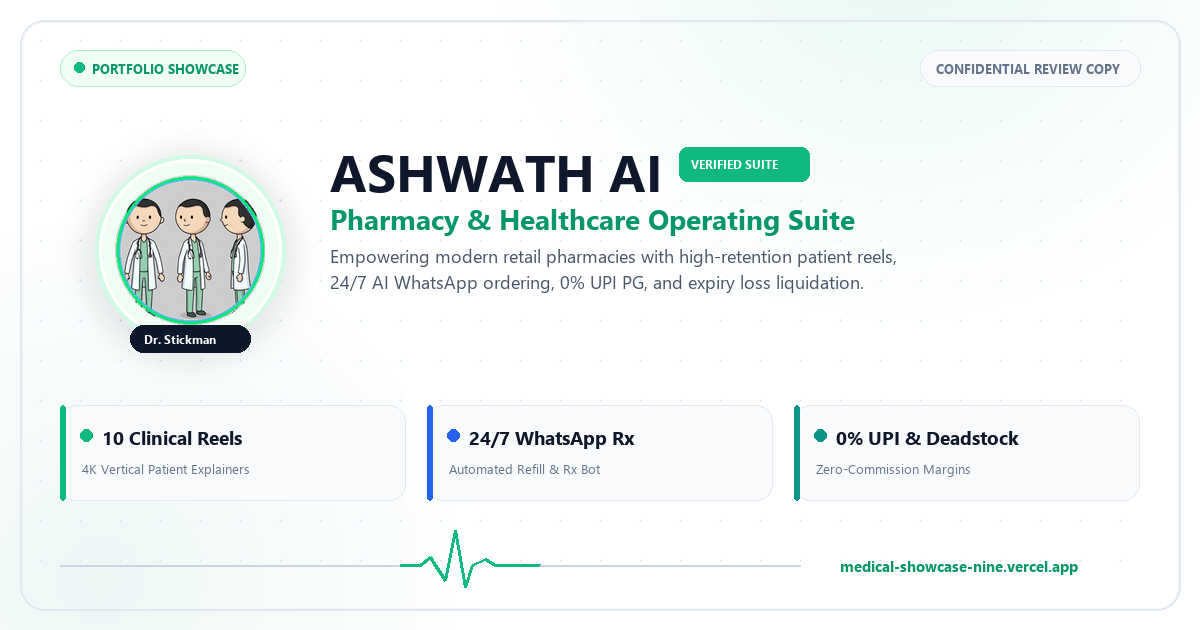 PORTFOLIO SHOWCASE
CONFIDENTIAL REVIEW COPY
ASHWATH AI
VERIFIED SUITE
Pharmacy & Healthcare Operating Suite
Empowering modern retail pharmacies with high-retention patient reels,
24/7 AI WhatsApp ordering, 0% UPI PG, and expiry loss liquidation.
Dr. Stickman
10 Clinical Reels
4K Vertical Patient Explainers
24/7 WhatsApp Rx
Automated Refill & Rx Bot
0% UPI & Deadstock
Zero-Commission Margins
medical-showcase-nine.vercel.app